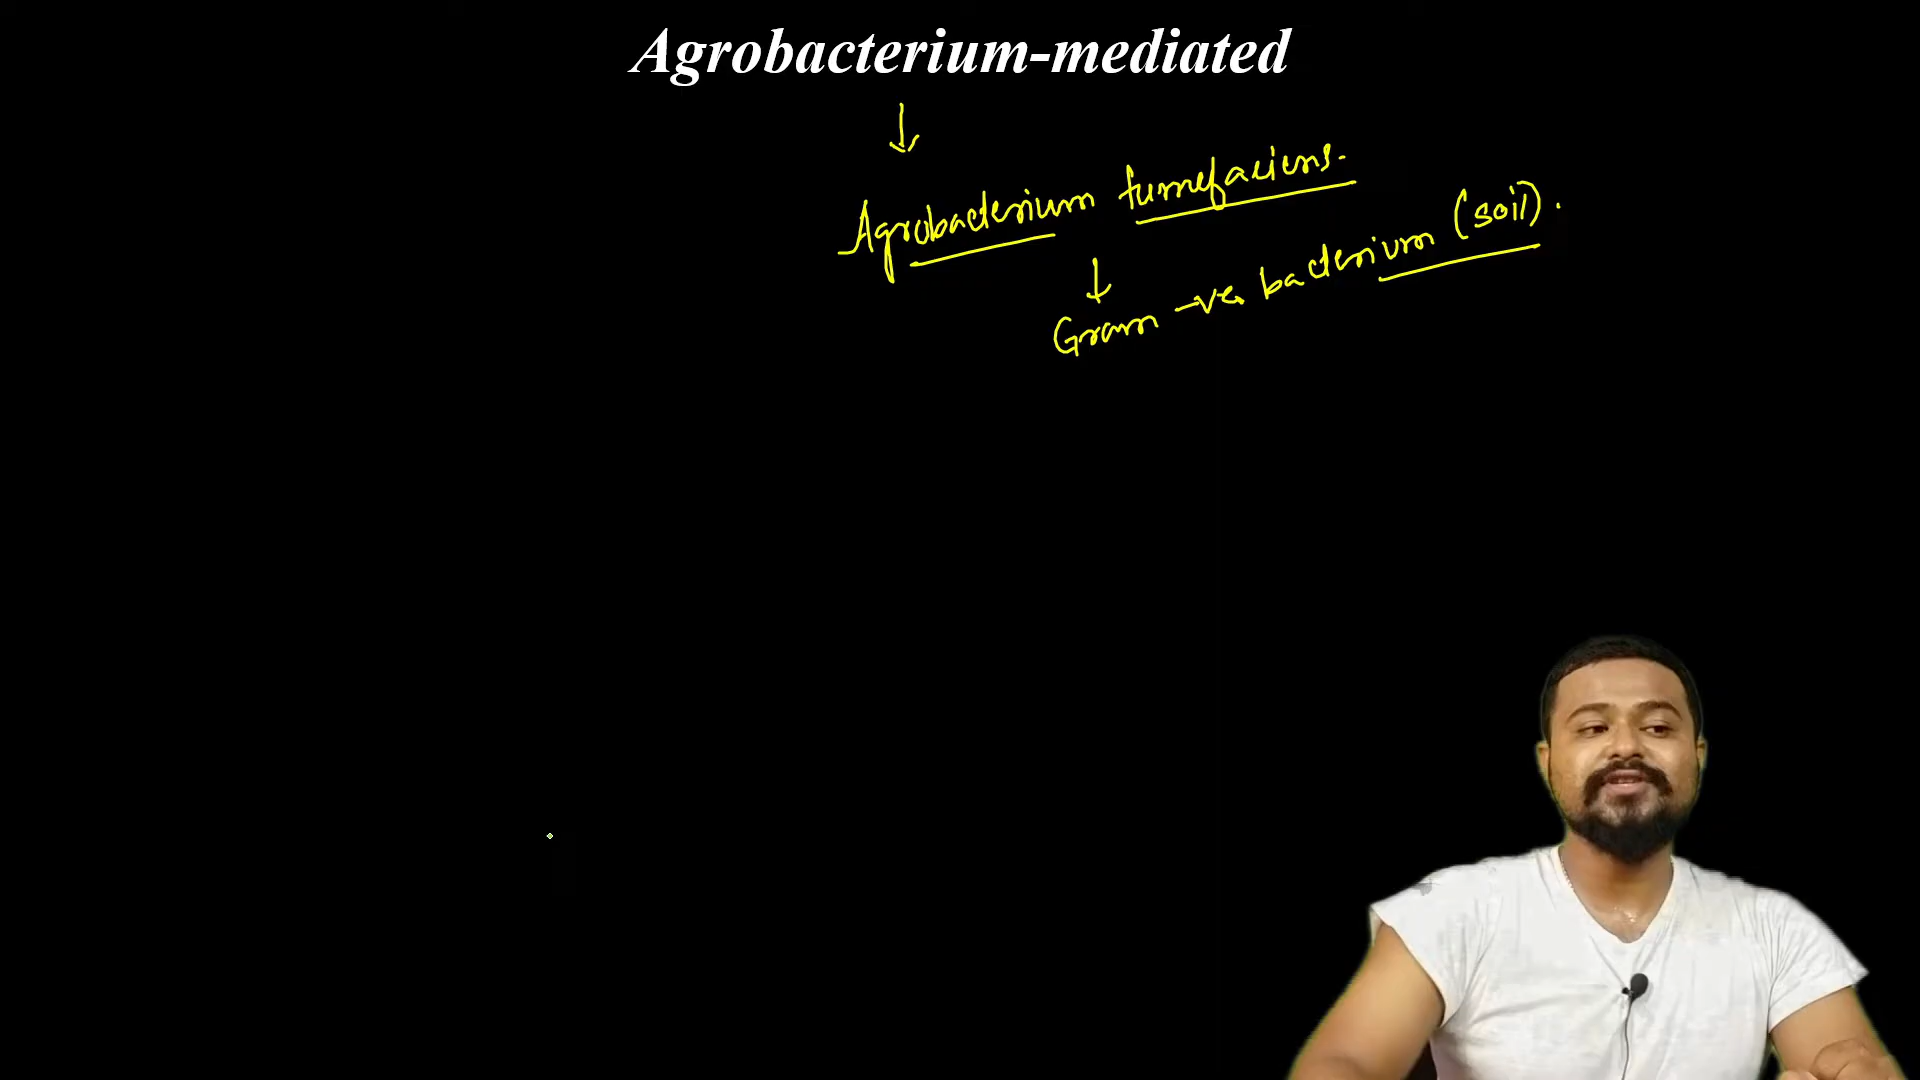 Agrobacterium-mediated
↓
Agrobacterium tumefaciens.
↓
Gram -ve bacterium (soil).